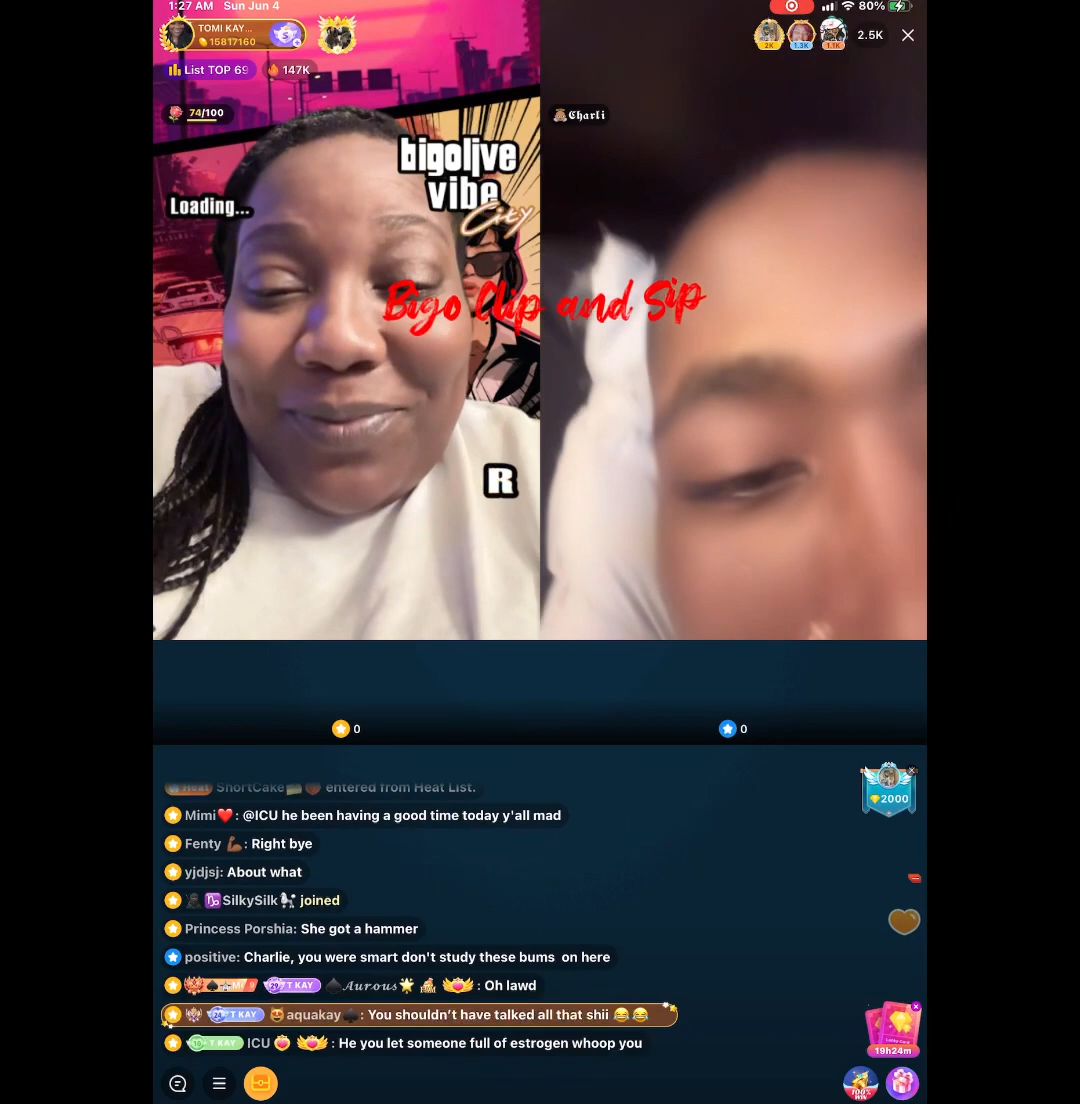 1:27 AM Sun Jun 4
80%
TOMI KAY...
15817160
S
2K
1.3K
1.1K
2.5K
List TOP 69
147K
74/100
𝕮𝖍𝖆𝖗𝖑𝖎
bigolive
vibe
City
Loading...
Bigo Clip and Sip
R
0
0
Heat ShortCake entered from Heat List.
2000
Mimi❤️: @ICU he been having a good time today y'all mad
Fenty 💪🏾: Right bye
yjdjsj: About what
♑SilkySilk joined
Princess Porshia: She got a hammer
positive: Charlie, you were smart don't study these bums on here
T KAY ♠𝓐𝓾𝓻𝓸𝓾𝓼🌟 : Oh lawd
T KAY 😻aquakay♠: You shouldn't have talked all that shii 😂😂
T KAY ICU : He you let someone full of estrogen whoop you
19h24m
100%
WIN